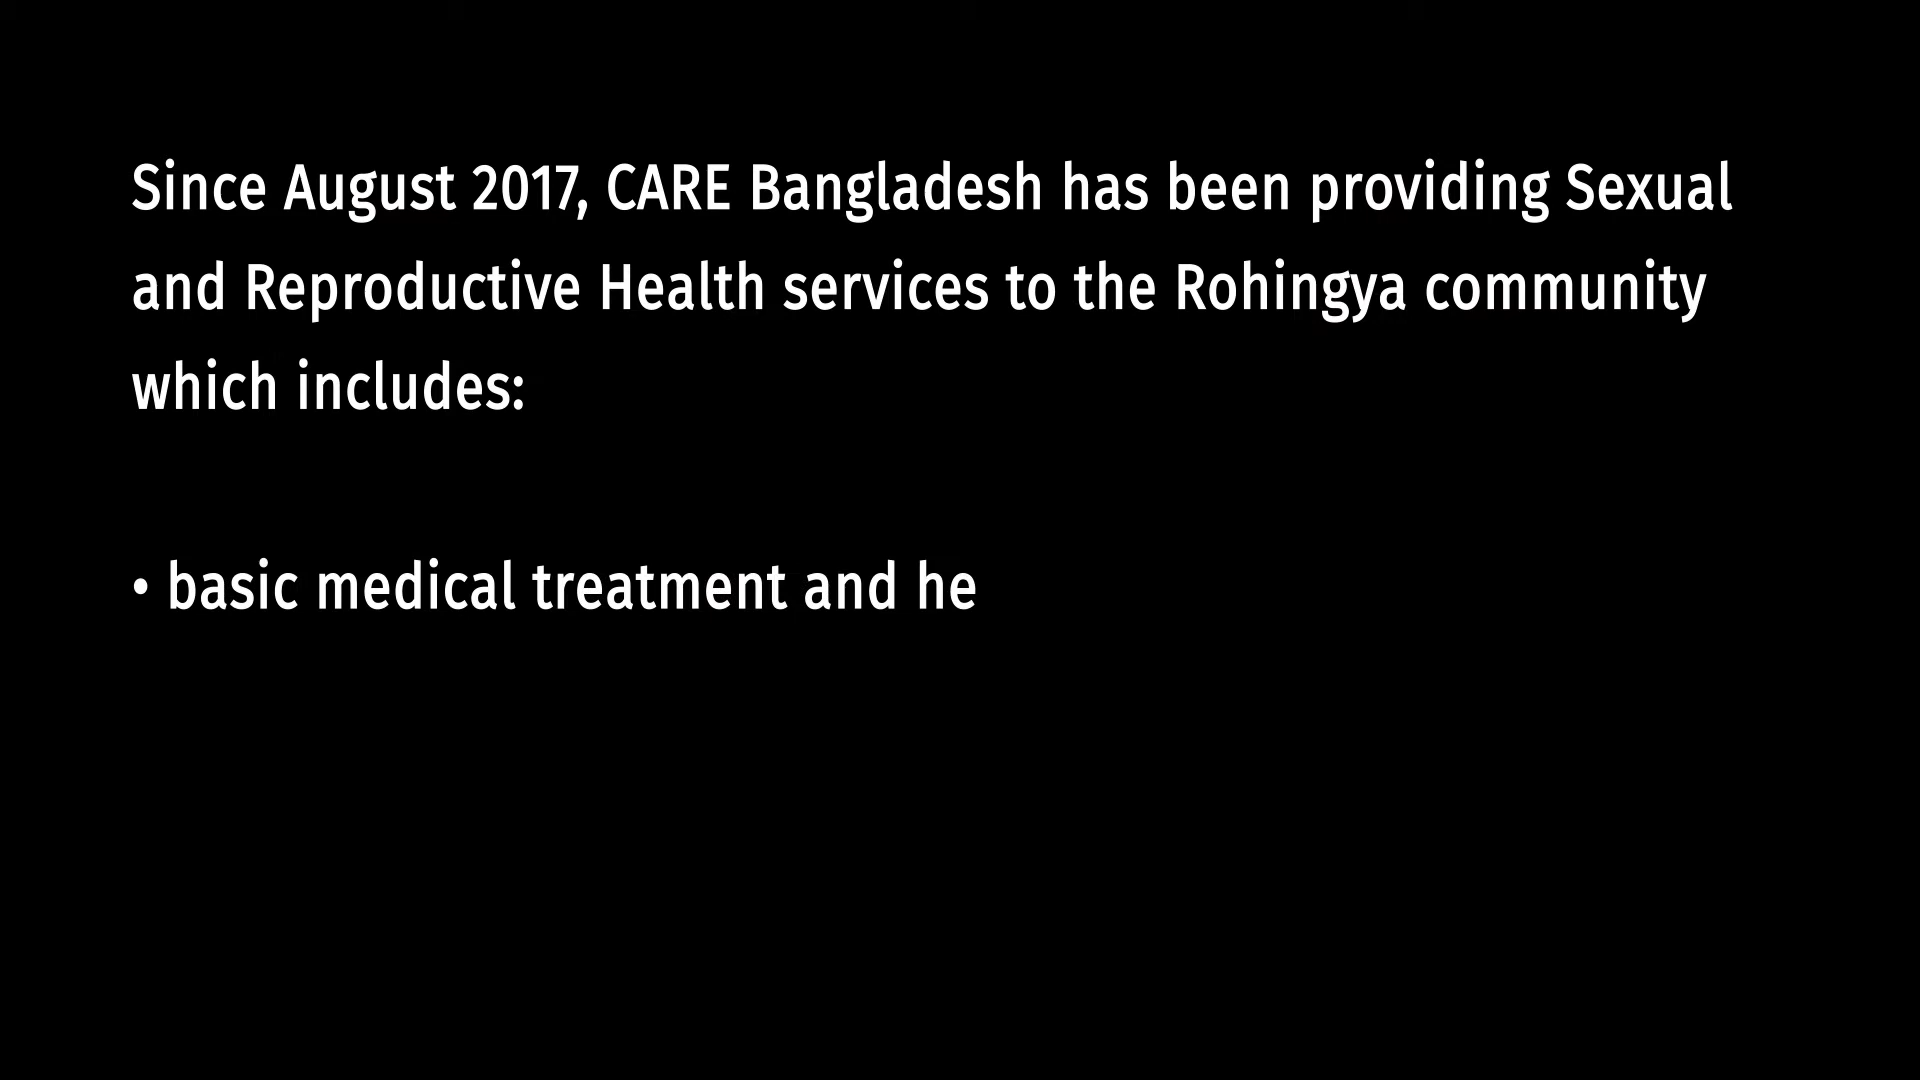 Since August 2017, CARE Bangladesh has been providing Sexual
and Reproductive Health services to the Rohingya community
which includes:
• basic medical treatment and he